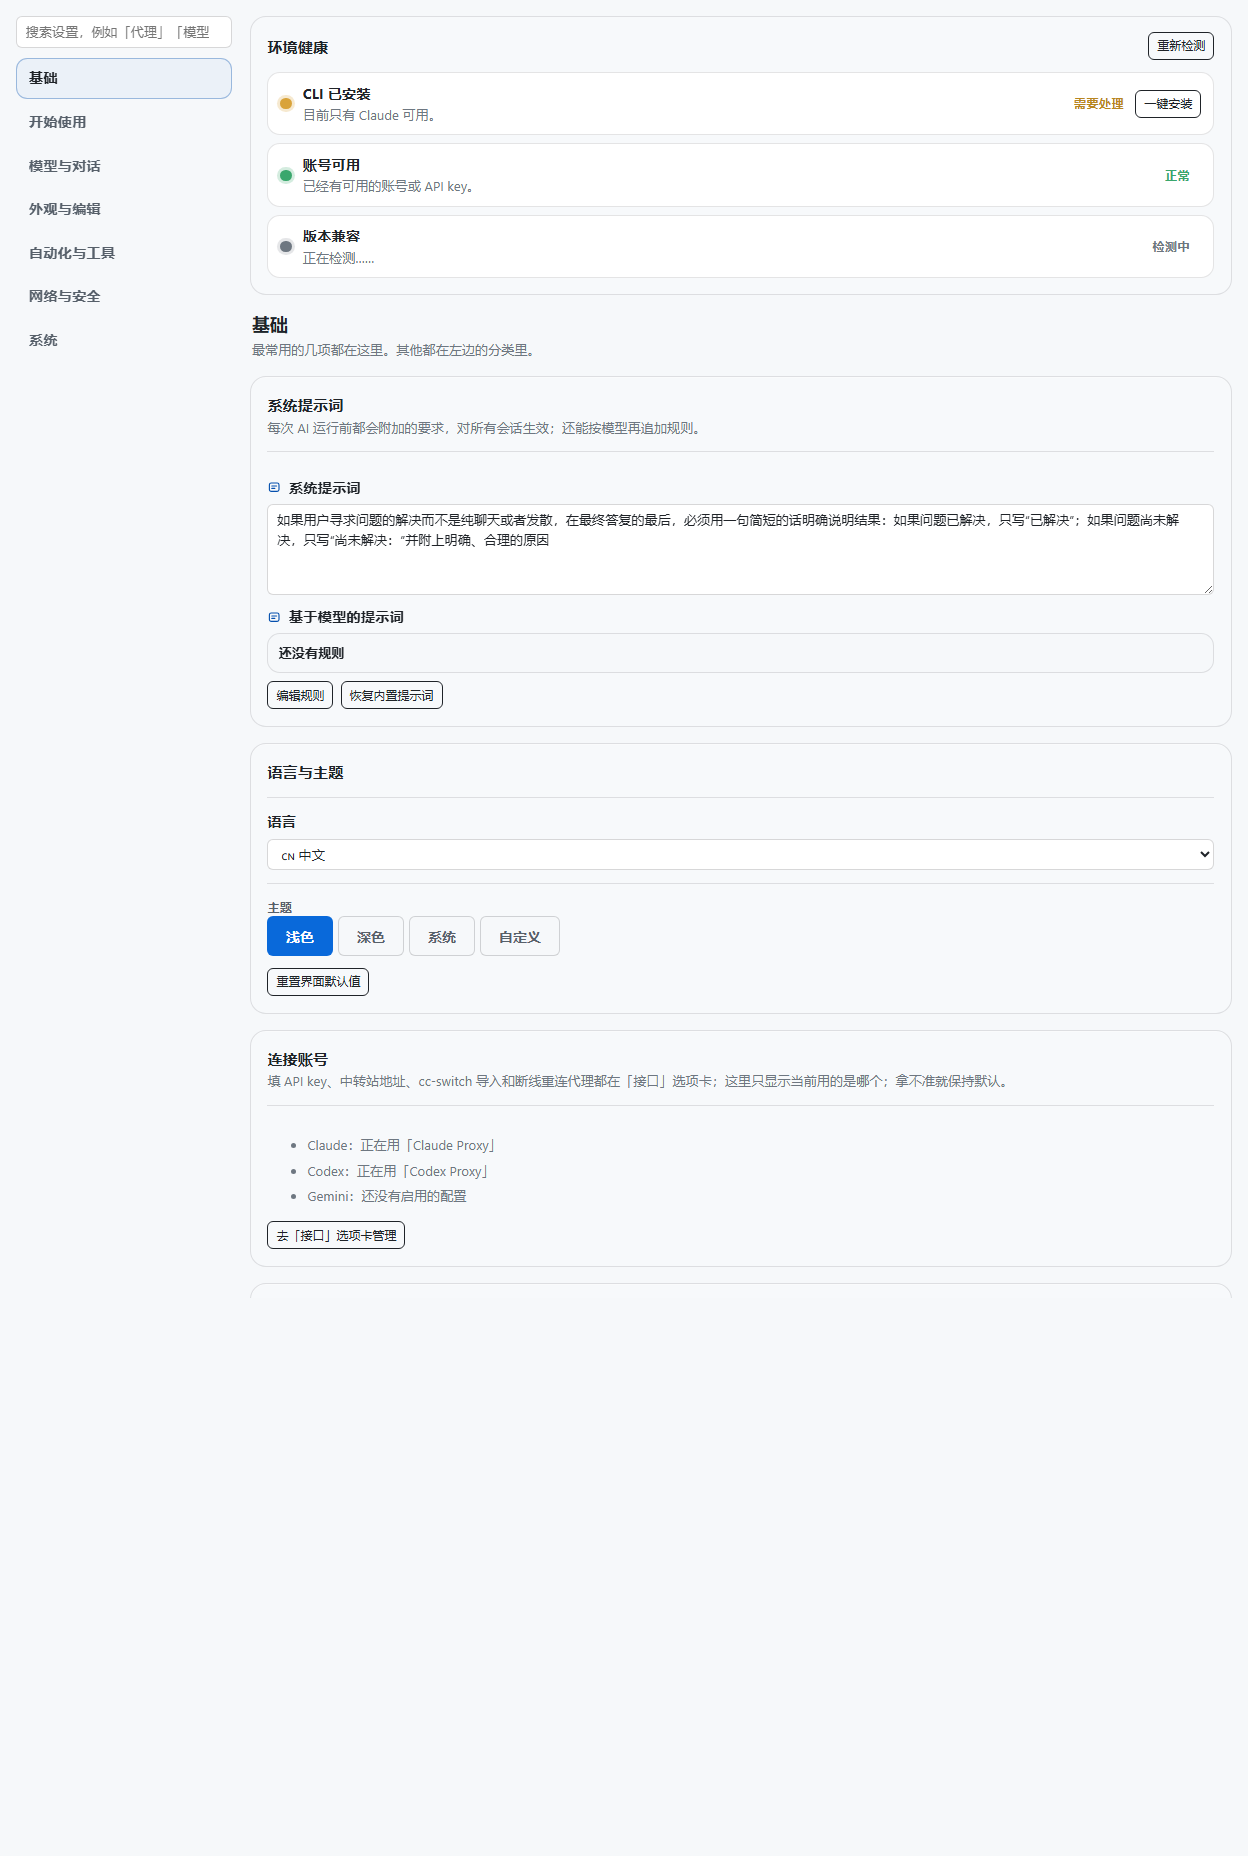 搜索设置，例如「代理」「模型
基础
开始使用
模型与对话
外观与编辑
自动化与工具
网络与安全
系统
环境健康
重新检测
CLI 已安装
目前只有 Claude 可用。
需要处理
一键安装
账号可用
已经有可用的账号或 API key。
正常
版本兼容
正在检测……
检测中
基础
最常用的几项都在这里。其他都在左边的分类里。
系统提示词
每次 AI 运行前都会附加的要求，对所有会话生效；还能按模型再追加规则。
系统提示词
如果用户寻求问题的解决而不是纯聊天或者发散，在最终答复的最后，必须用一句简短的话明确说明结果：如果问题已解决，只写“已解决”；如果问题尚未解
决，只写“尚未解决：”并附上明确、合理的原因
基于模型的提示词
还没有规则
编辑规则
恢复内置提示词
语言与主题
语言
CN 中文
主题
浅色
深色
系统
自定义
重置界面默认值
连接账号
填 API key、中转站地址、cc-switch 导入和断线重连代理都在「接口」选项卡；这里只显示当前用的是哪个；拿不准就保持默认。
Claude：正在用「Claude Proxy」
Codex：正在用「Codex Proxy」
Gemini：还没有启用的配置
去「接口」选项卡管理